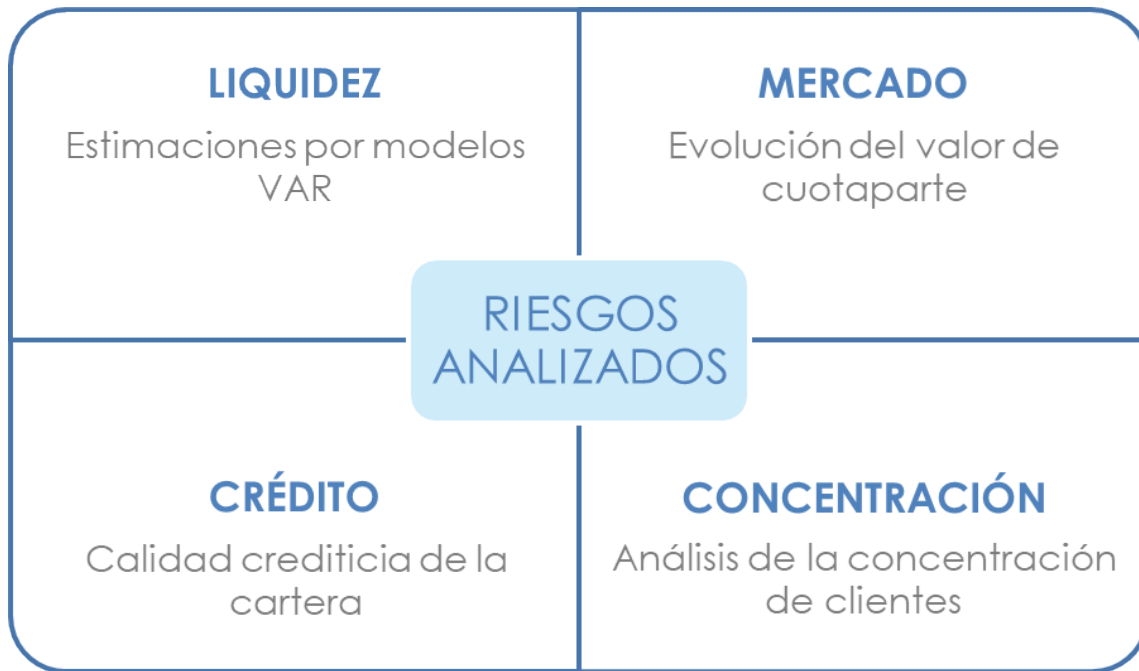 LIQUIDEZ
Estimaciones por modelos
VAR
MERCADO
Evolución del valor de
cuotaparte
RIESGOS
ANALIZADOS
CRÉDITO
Calidad crediticia de la
cartera
CONCENTRACIÓN
Análisis de la concentración
de clientes